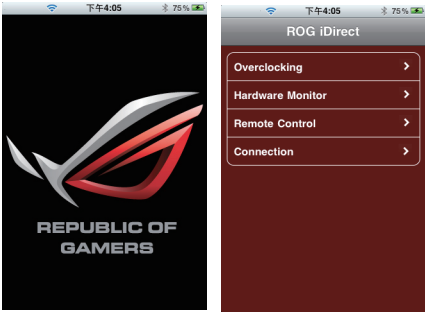 下午4:05
75%
REPUBLIC OF
GAMERS
下午4:05
75%
ROG iDirect
Overclocking
Hardware Monitor
Remote Control
Connection